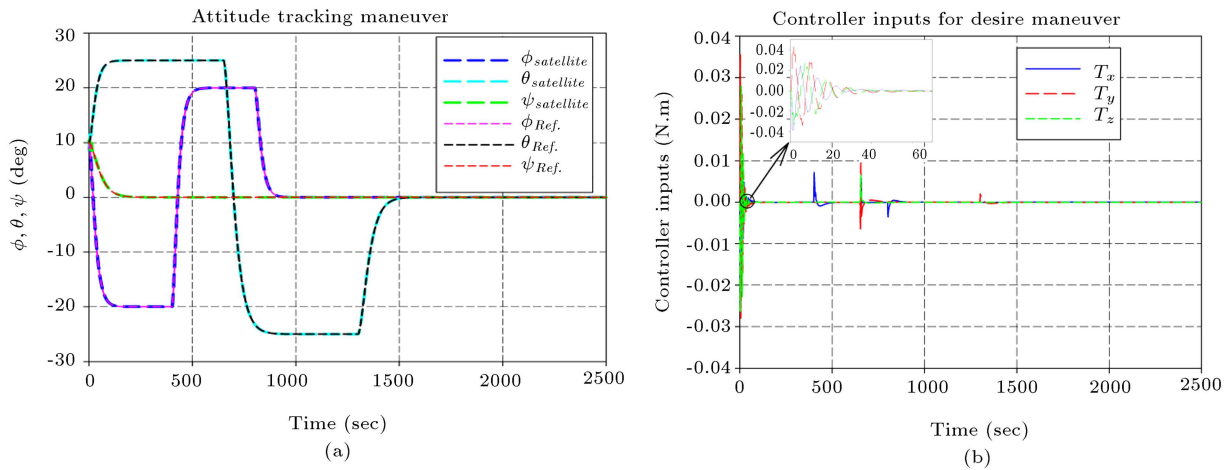 Attitude tracking maneuver
30
20
10
0
-10
-20
-30
ϕ, θ, ψ (deg)
ϕsatellite
θsatellite
ψsatellite
ϕRef.
θRef.
ψRef.
0 500 1000 1500 2000 2500
Time (sec)
(a)
Controller inputs for desire maneuver
0.04
0.03
0.02
0.01
0.00
-0.01
-0.02
-0.03
-0.04
Controller inputs (N.m)
0.04
0.03
0.02
0.00
-0.02
-0.04
0 20 40 60
Tx
Ty
Tz
0 500 1000 1500 2000 2500
Time (sec)
(b)